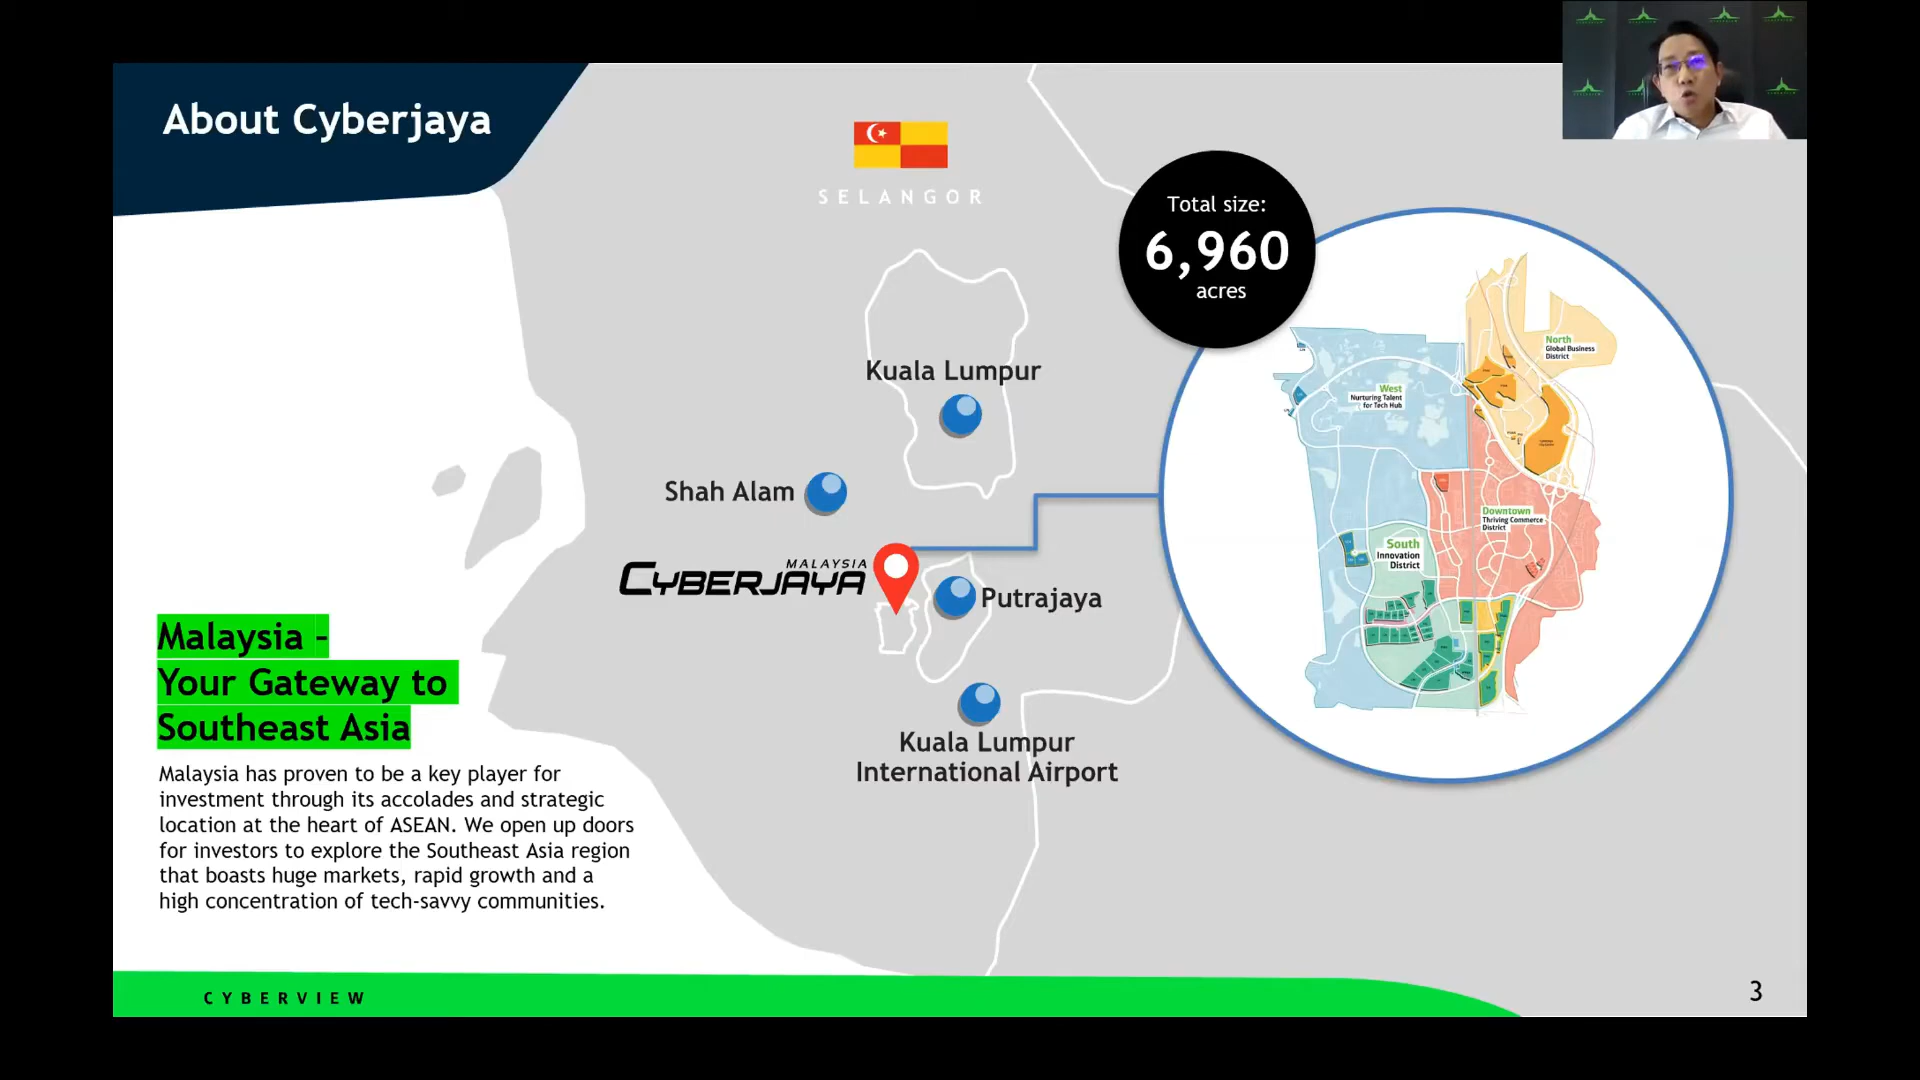 About Cyberjaya
SELANGOR
Total size:
6,960
acres
Kuala Lumpur
Shah Alam
MALAYSIA
CYBERJAYA
Putrajaya
Kuala Lumpur
International Airport
North
Global Business
District
West
Nurturing Talent
for Tech Hub
Downtown
Thriving Commerce
District
South
Innovation
District
Malaysia -
Your Gateway to
Southeast Asia
Malaysia has proven to be a key player for
investment through its accolades and strategic
location at the heart of ASEAN. We open up doors
for investors to explore the Southeast Asia region
that boasts huge markets, rapid growth and a
high concentration of tech-savvy communities.
CYBERVIEW
3